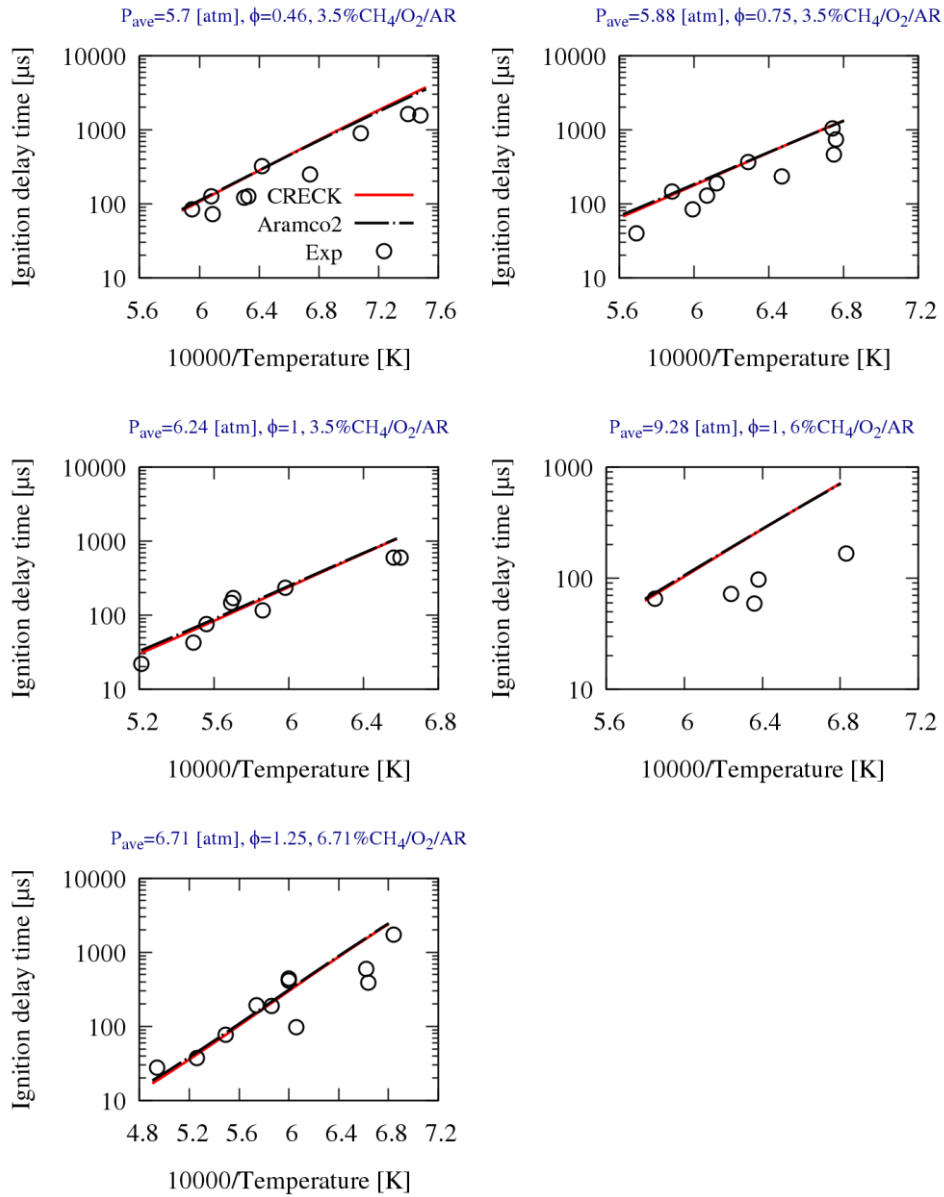 P_ave=5.7 [atm], ϕ=0.46, 3.5%CH₄/O₂/AR
Ignition delay time [μs]
10000
1000
100
10
CRECK
Aramco2
Exp
5.6 6 6.4 6.8 7.2 7.6
10000/Temperature [K]
P_ave=5.88 [atm], ϕ=0.75, 3.5%CH₄/O₂/AR
Ignition delay time [μs]
10000
1000
100
10
5.6 6 6.4 6.8 7.2
10000/Temperature [K]
P_ave=6.24 [atm], ϕ=1, 3.5%CH₄/O₂/AR
Ignition delay time [μs]
10000
1000
100
10
5.2 5.6 6 6.4 6.8
10000/Temperature [K]
P_ave=9.28 [atm], ϕ=1, 6%CH₄/O₂/AR
Ignition delay time [μs]
1000
100
10
5.6 6 6.4 6.8 7.2
10000/Temperature [K]
P_ave=6.71 [atm], ϕ=1.25, 6.71%CH₄/O₂/AR
Ignition delay time [μs]
10000
1000
100
10
4.8 5.2 5.6 6 6.4 6.8 7.2
10000/Temperature [K]